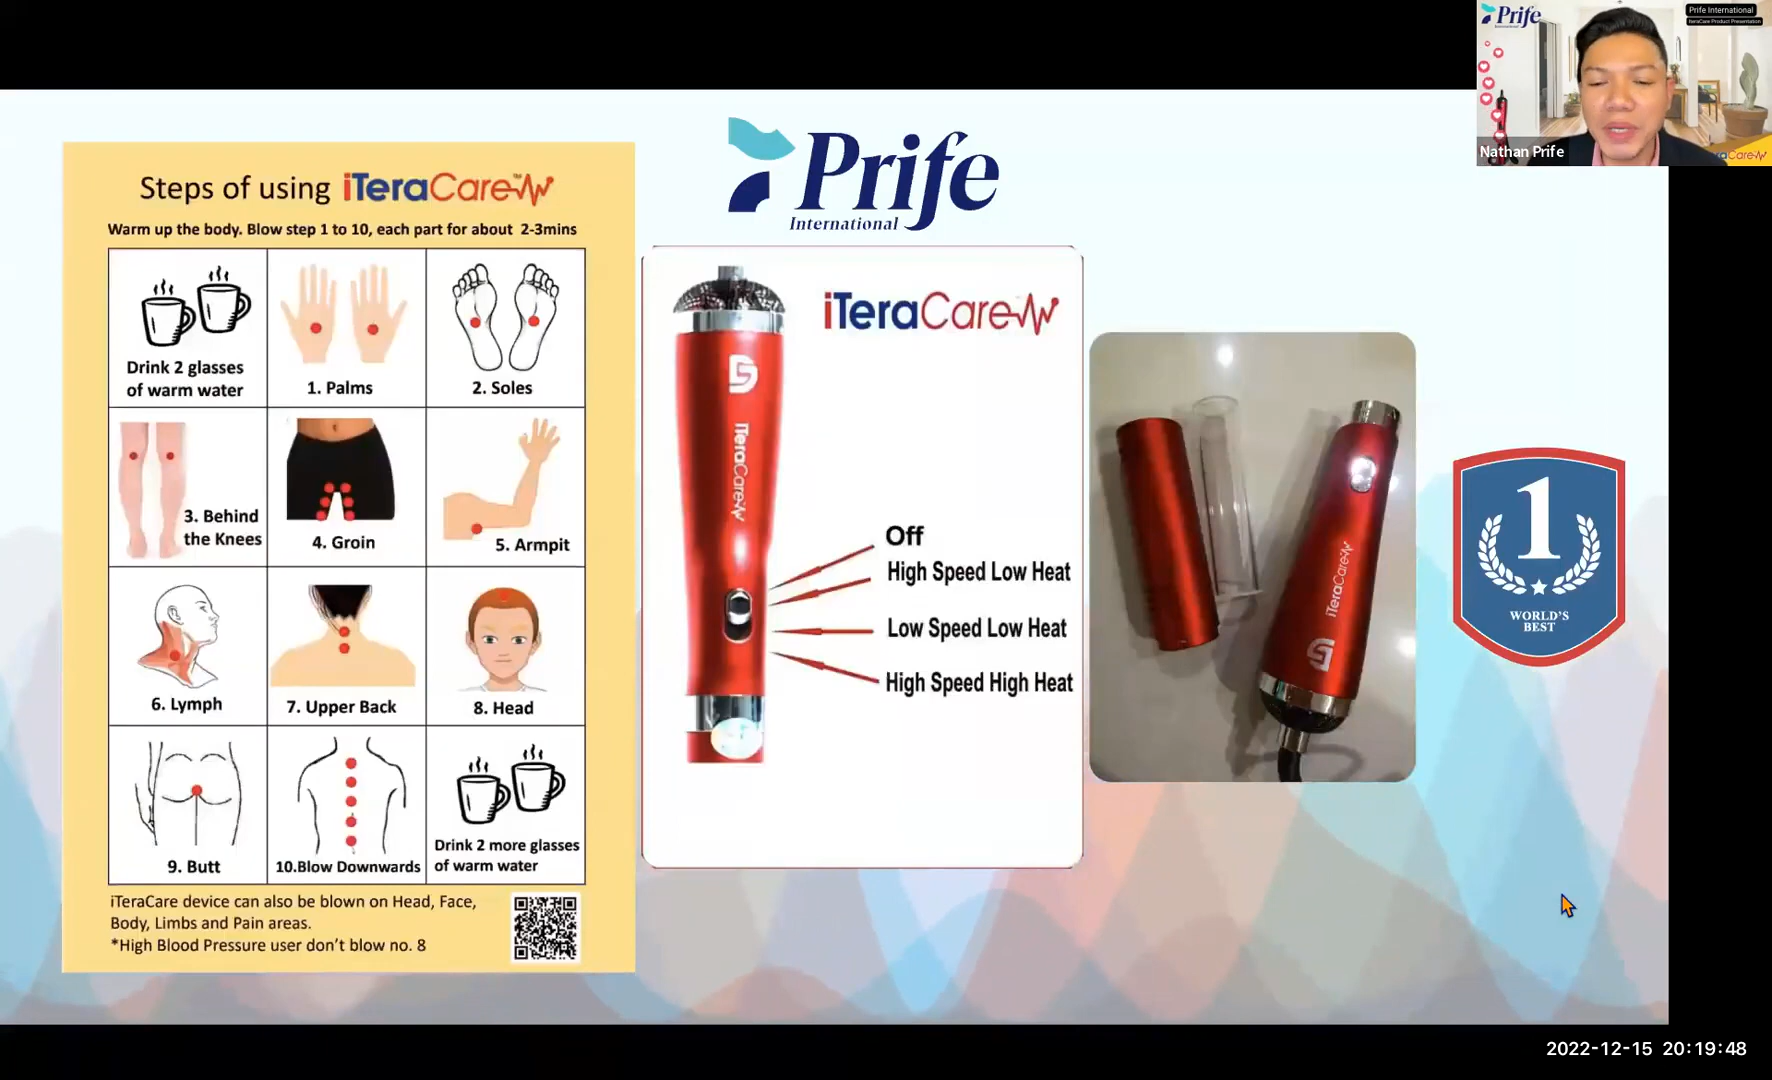 Steps of using iTeraCare™
Warm up the body. Blow step 1 to 10, each part for about 2-3mins
Drink 2 glasses
of warm water
1. Palms
2. Soles
3. Behind
the Knees
4. Groin
5. Armpit
6. Lymph
7. Upper Back
8. Head
9. Butt
10.Blow Downwards
Drink 2 more glasses
of warm water
iTeraCare device can also be blown on Head, Face,
Body, Limbs and Pain areas.
*High Blood Pressure user don't blow no. 8
Prife
International
iTeraCare
iTeraCare
Off
High Speed Low Heat
Low Speed Low Heat
High Speed High Heat
iTeraCare
1
WORLD'S
BEST
Prife
International
Prife International
iTeraCare Product Presentation
Nathan Prife
aCare
2022-12-15 20:19:48